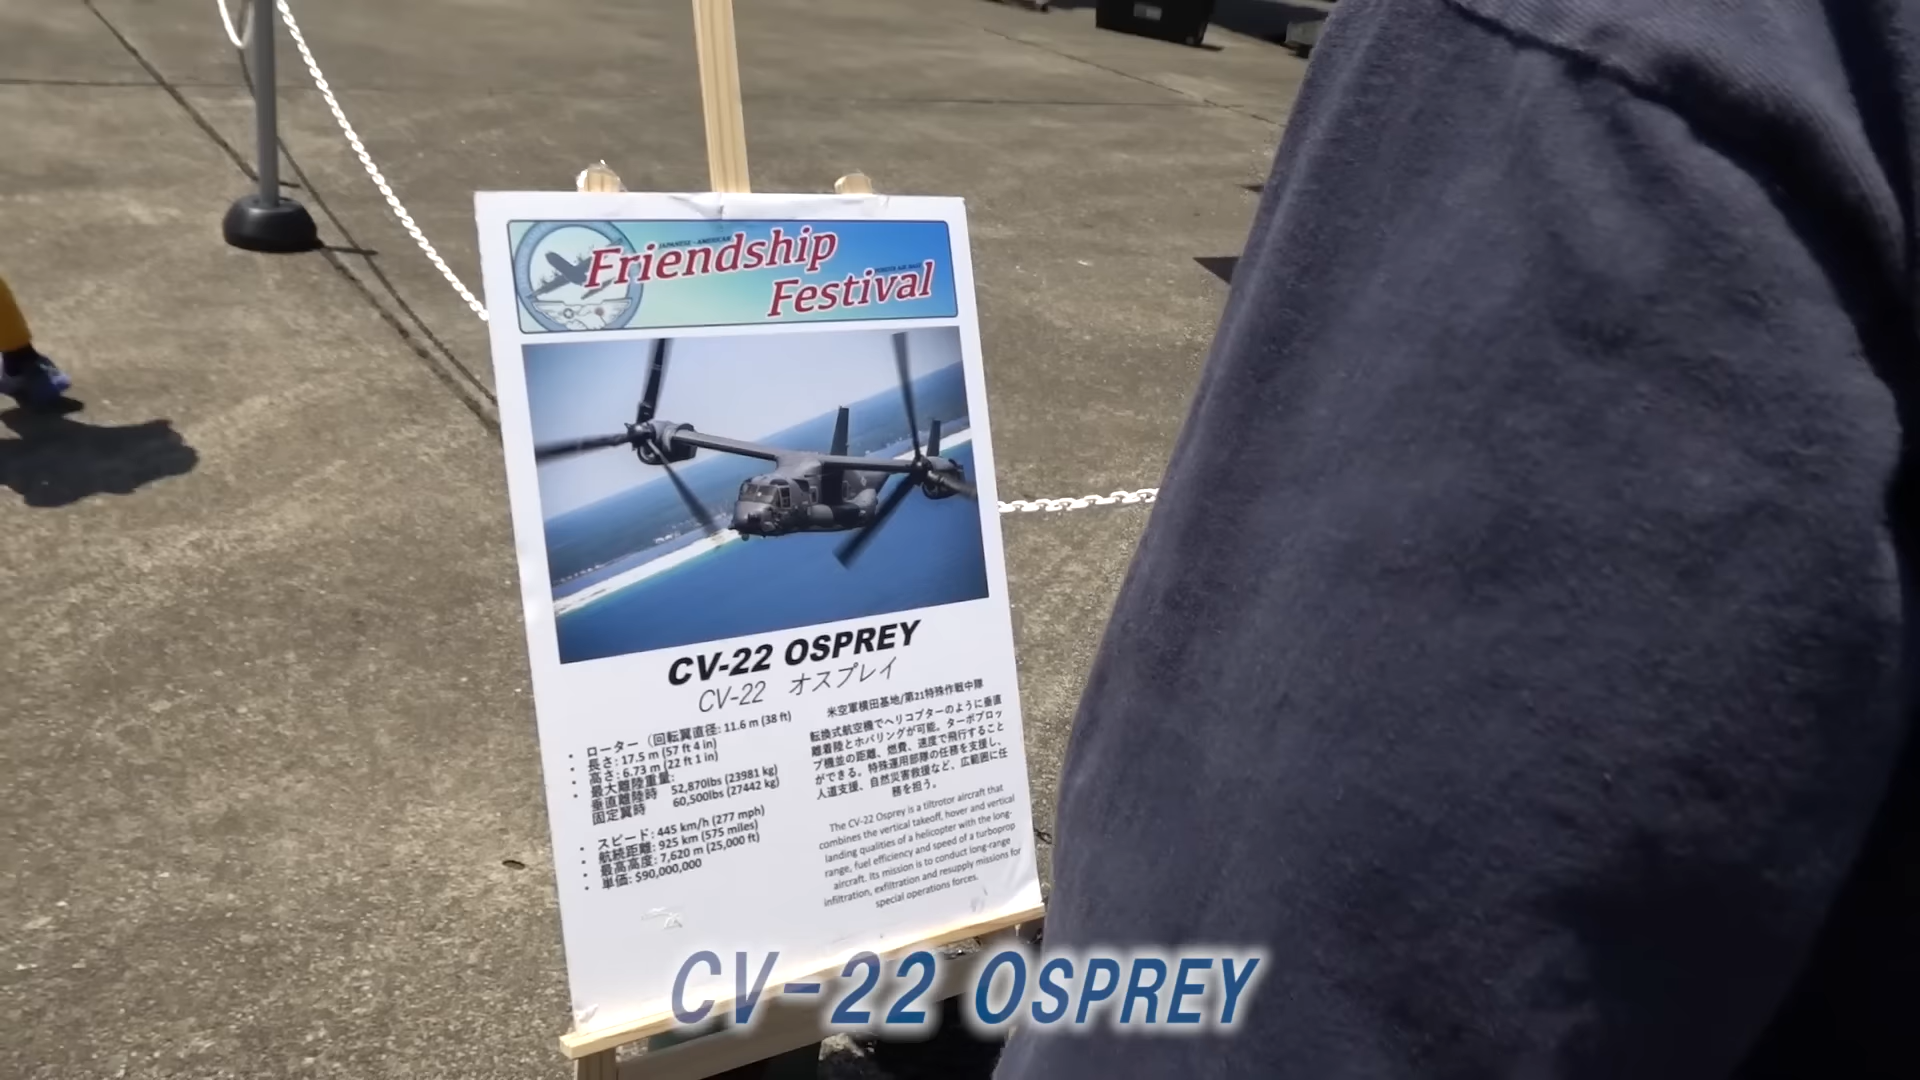 JAPANESE-AMERICAN
Friendship
Festival
CV-22 OSPREY
CV-22 オスプレイ
・ローター（回転翼直径: 11.6 m (38 ft)
・長さ: 17.5 m (57 ft 4 in)
・高さ: 6.73 m (22 ft 1 in)
・最大離陸重量:
垂直離陸時 52,870lbs (23981 kg)
固定翼時 60,500lbs (27442 kg)
・スピード: 445 km/h (277 mph)
・航続距離: 925 km (575 miles)
・最高高度: 7,620 m (25,000 ft)
・単価: $90,000,000
米空軍横田基地/第21特殊作戦中隊
転換式航空機でヘリコプターのように垂直
離着陸とホバリングが可能。ターボプロッ
プ機並の距離、燃費、速度で飛行すること
ができる。特殊運用部隊の任務を支援し、
人道支援、自然災害救援など、広範囲に任
務を担う。
The CV-22 Osprey is a tiltrotor aircraft that
combines the vertical takeoff, hover and vertical
landing qualities of a helicopter with the long-
range, fuel efficiency and speed of a turboprop
aircraft. Its mission is to conduct long-range
infiltration, exfiltration and resupply missions for
special operations forces.
CV-22 OSPREY